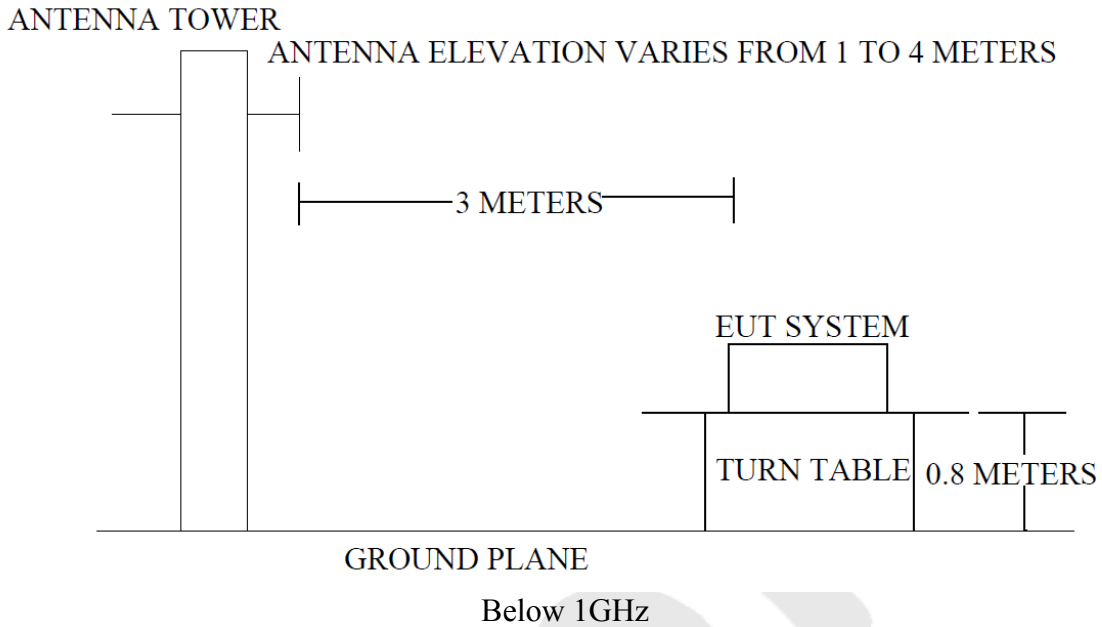 ANTENNA TOWER
ANTENNA ELEVATION VARIES FROM 1 TO 4 METERS
3 METERS
EUT SYSTEM
TURN TABLE
0.8 METERS
GROUND PLANE
Below 1GHz